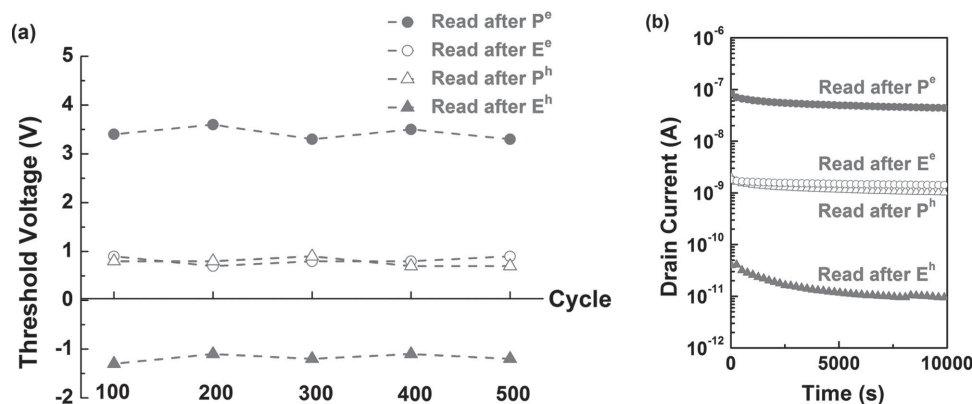 (a)
Read after Pᵉ
Read after Eᵉ
Read after Pʰ
Read after Eʰ
Threshold Voltage (V)
5
4
3
2
1
0
-1
-2
100 200 300 400 500
Cycle
(b)
Drain Current (A)
10⁻⁶
10⁻⁷
10⁻⁸
10⁻⁹
10⁻¹⁰
10⁻¹¹
10⁻¹²
Read after Pᵉ
Read after Eᵉ
Read after Pʰ
Read after Eʰ
0 5000 10000
Time (s)